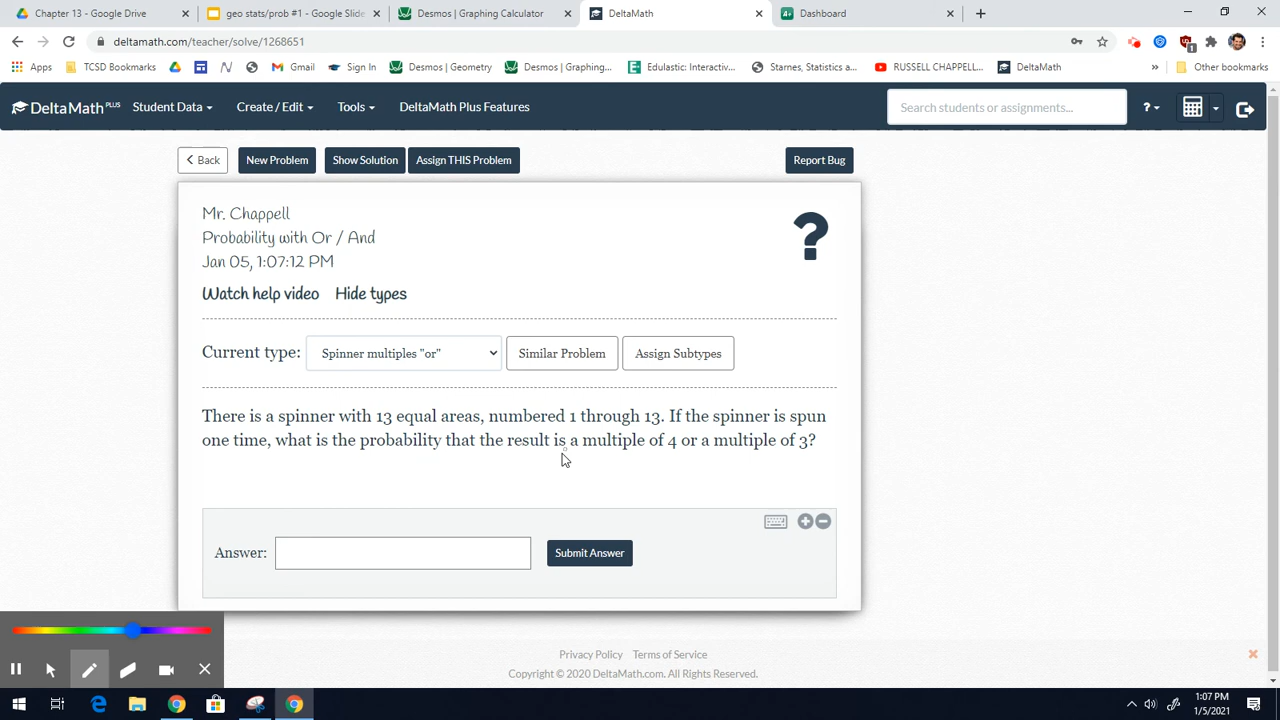 Chapter 13 - Google Drive
geo stats/prob #1 - Google Slide
Desmos | Graphing Calculator
DeltaMath
Dashboard
deltamath.com/teacher/solve/1268651
Apps
TCSD Bookmarks
Gmail
Sign In
Desmos | Geometry
Desmos | Graphing...
Edulastic: Interactiv...
Starnes, Statistics a...
RUSSELL CHAPPELL...
DeltaMath
»
Other bookmarks
DeltaMath PLUS
Student Data
Create / Edit
Tools
DeltaMath Plus Features
Search students or assignments...
?
< Back
New Problem
Show Solution
Assign THIS Problem
Report Bug
Mr. Chappell
Probability with Or / And
Jan 05, 1:07:12 PM
?
Watch help video Hide types
Current type: Spinner multiples "or" Similar Problem Assign Subtypes
There is a spinner with 13 equal areas, numbered 1 through 13. If the spinner is spun
one time, what is the probability that the result is a multiple of 4 or a multiple of 3?
Answer:
Submit Answer
Privacy Policy Terms of Service
Copyright © 2020 DeltaMath.com. All Rights Reserved.
1:07 PM
1/5/2021